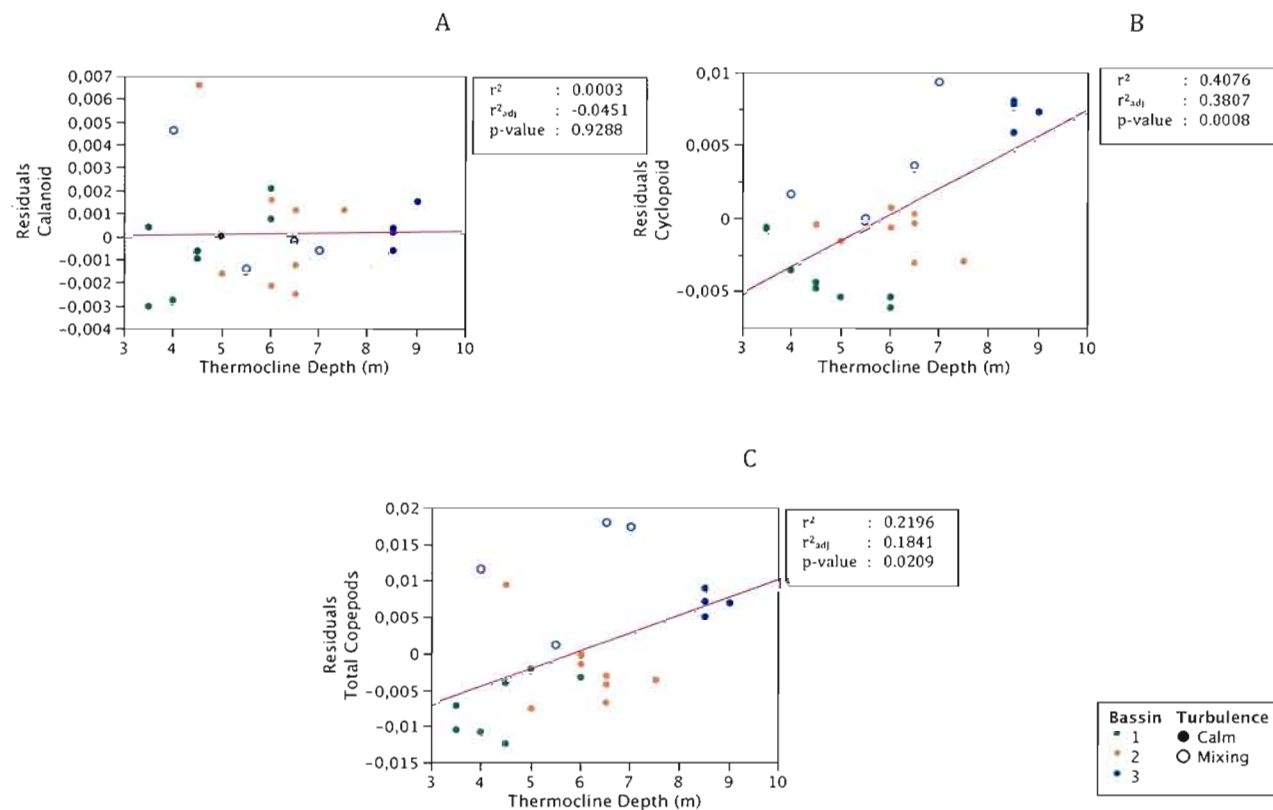 A
0,007
0,006
0,005
0,004
0,003
0,002
0,001
0
-0,001
-0,002
-0,003
-0,004
Residuals
Calanoid
3 4 5 6 7 8 9 10
Thermocline Depth (m)
r² : 0.0003
r²adj : -0.0451
p-value : 0.9288
B
0,01
0,005
0
-0,005
Residuals
Cyclopoid
3 4 5 6 7 8 9 10
Thermocline Depth (m)
r² : 0.4076
r²adj : 0.3807
p-value : 0.0008
C
0,02
0,015
0,01
0,005
0
-0,005
-0,01
-0,015
Residuals
Total Copepods
3 4 5 6 7 8 9 10
Thermocline Depth (m)
r² : 0.2196
r²adj : 0.1841
p-value : 0.0209
Bassin Turbulence
1 Calm
2 Mixing
3